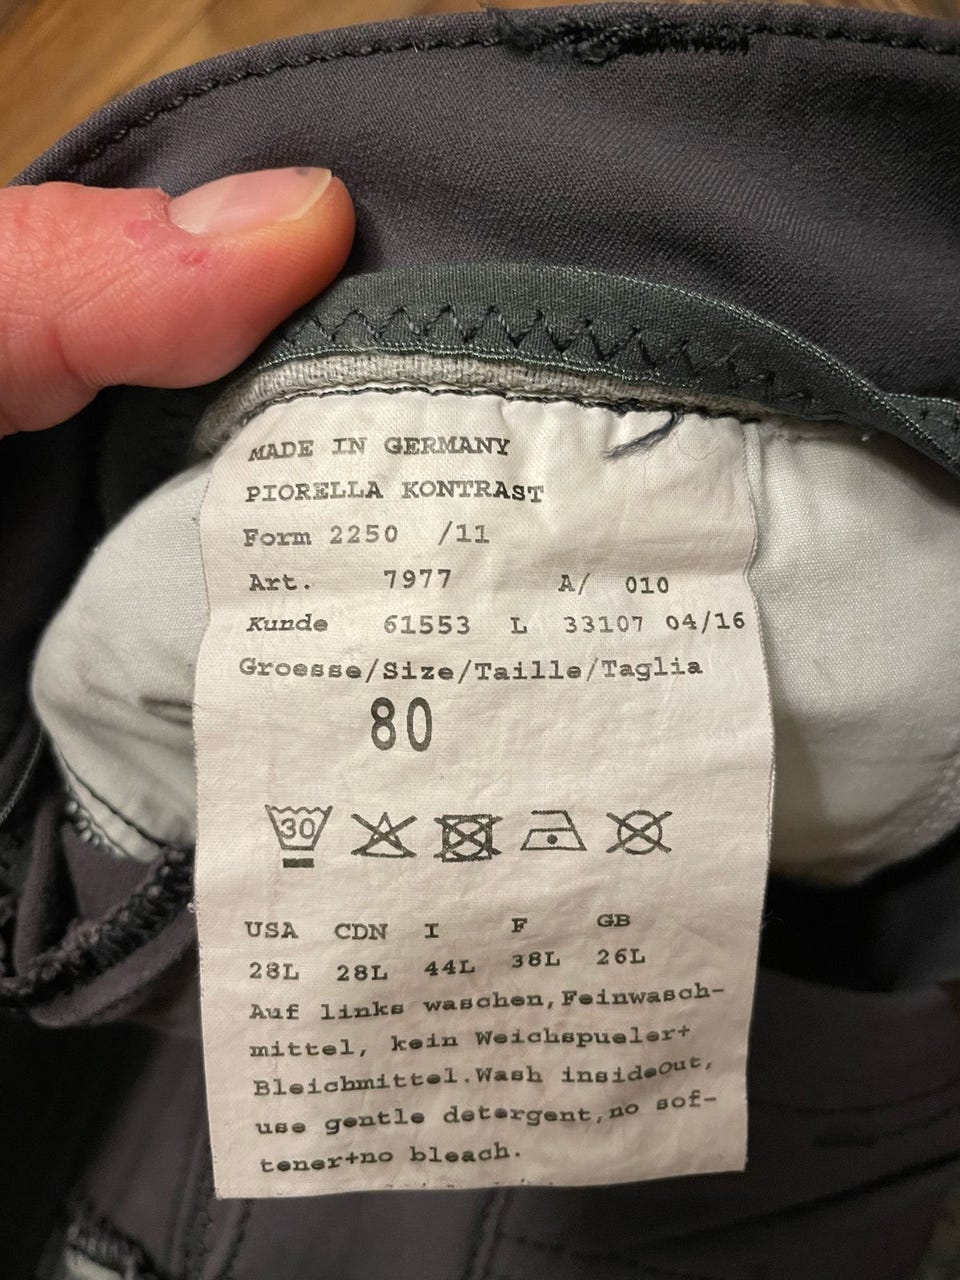 MADE IN GERMANY
PIORELLA KONTRAST
Form 2250 /11
Art. 7977 A/ 010
Kunde 61553 L 33107 04/16
Groesse/Size/Taille/Taglia
80
30
USA CDN I F GB
28L 28L 44L 38L 26L
Auf links waschen,Feinwasch-
mittel, kein Weichspueler+
Bleichmittel.Wash insideOut,
use gentle detergent,no sof-
tener+no bleach.